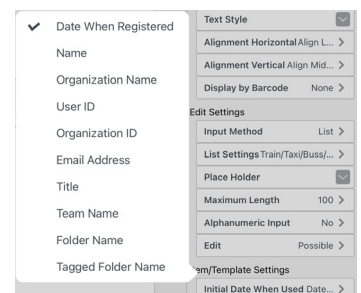 Date When Registered
Name
Organization Name
User ID
Organization ID
Email Address
Title
Team Name
Folder Name
Tagged Folder Name
Text Style
Alignment Horizontal Align L... >
Alignment Vertical Align Mid... >
Display by Barcode None >
Edit Settings
Input Method List >
List Settings Train/Taxi/Buss/... >
Place Holder
Maximum Length 100 >
Alphanumeric Input No >
Edit Possible >
em/Template Settings
Initial Date When Used Date... >